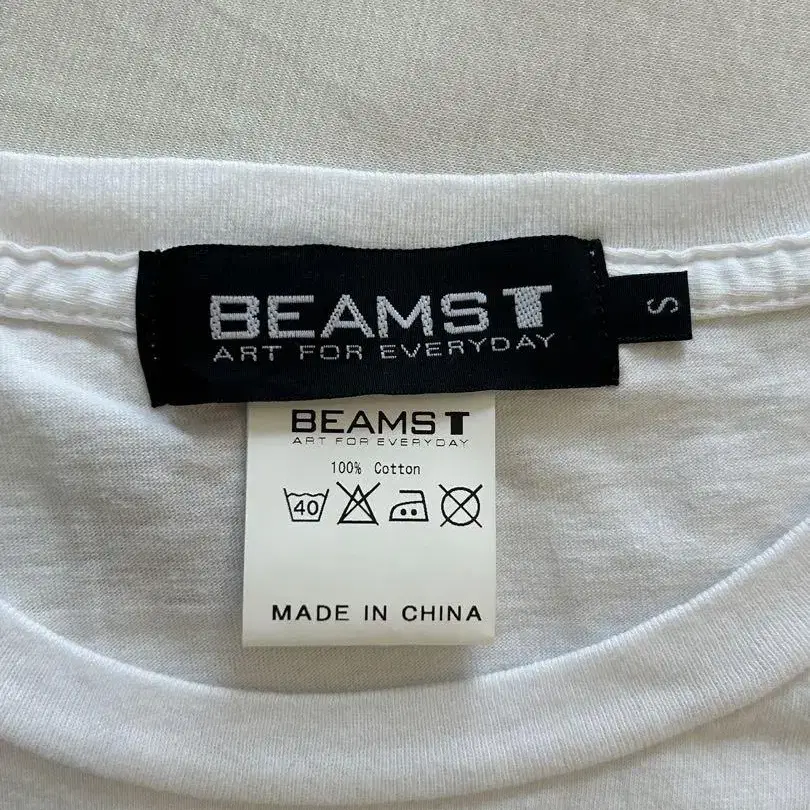 BEAMS T
ART FOR EVERYDAY
S
BEAMS T
ART FOR EVERYDAY
100% Cotton
40
MADE IN CHINA